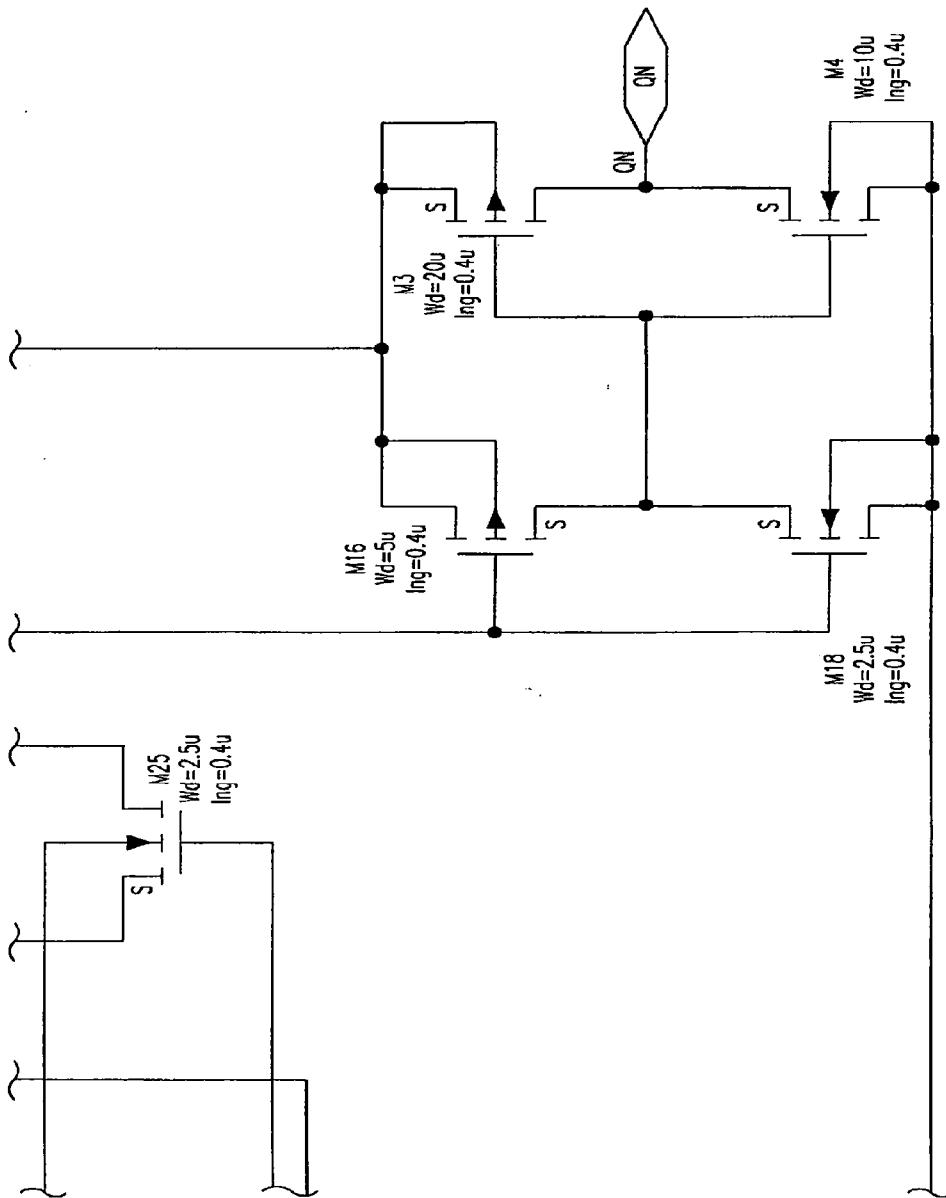 M25
Wd=2.5u
lng=0.4u
S
M16
Wd=5u
lng=0.4u
S
M18
Wd=2.5u
lng=0.4u
S
M3
Wd=20u
lng=0.4u
S
M4
Wd=10u
lng=0.4u
S
QN
QN